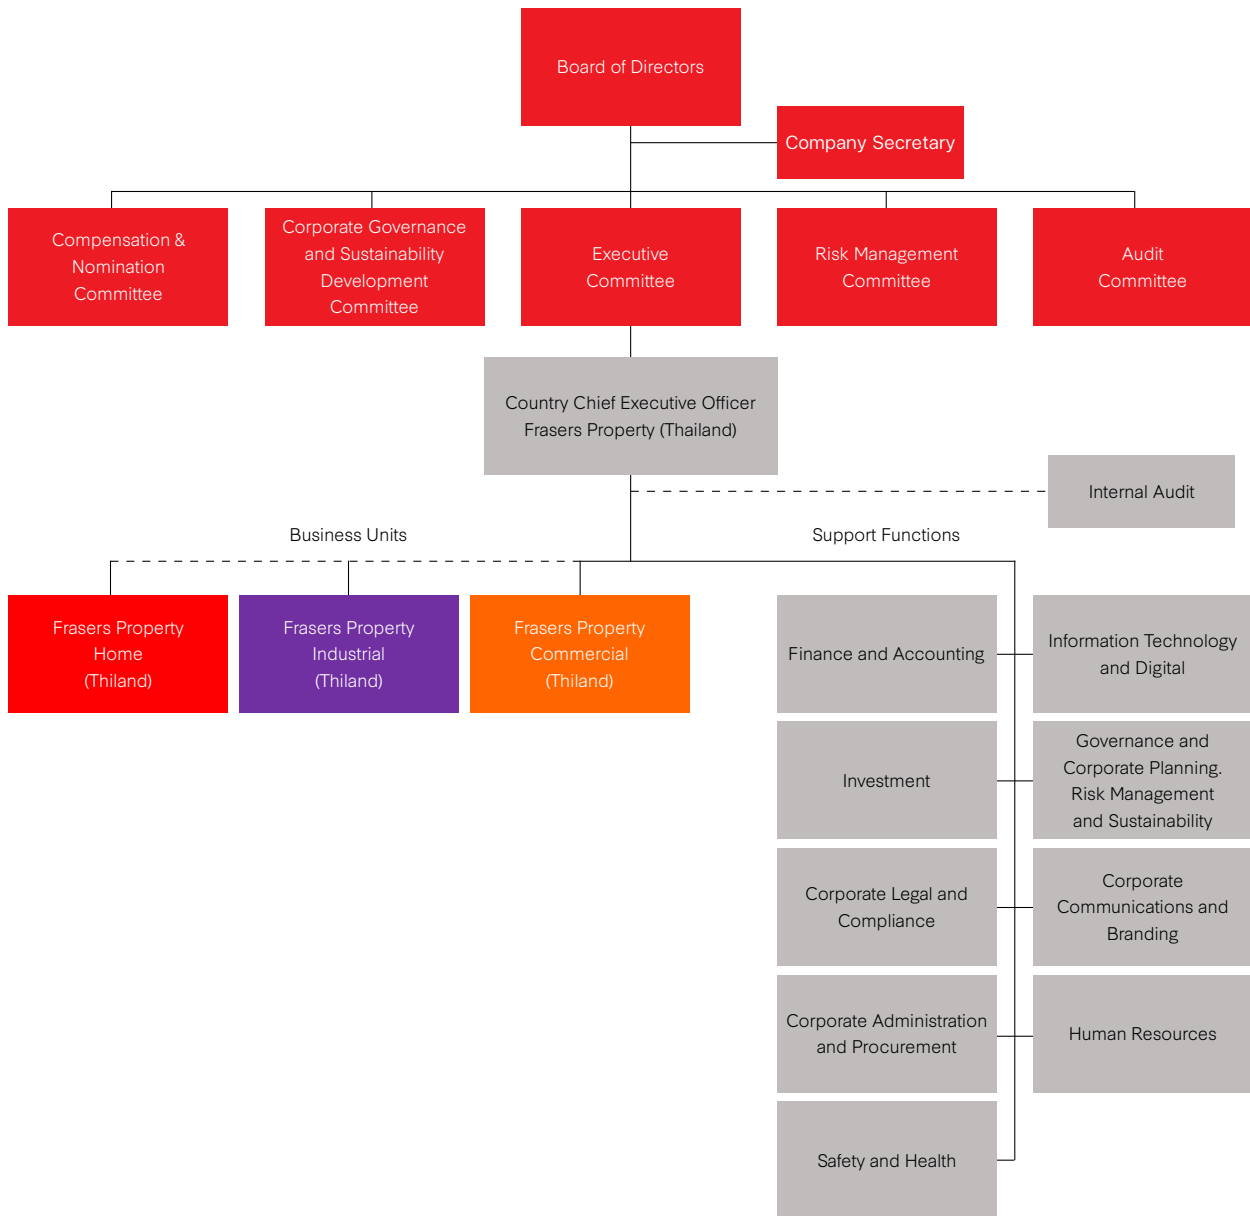 Board of Directors
Company Secretary
Compensation &
Nomination
Committee
Corporate Governance
and Sustainability
Development
Committee
Executive
Committee
Risk Management
Committee
Audit
Committee
Country Chief Executive Officer
Frasers Property (Thailand)
Internal Audit
Business Units
Support Functions
Frasers Property
Home
(Thiland)
Frasers Property
Industrial
(Thiland)
Frasers Property
Commercial
(Thiland)
Finance and Accounting
Information Technology
and Digital
Investment
Governance and
Corporate Planning.
Risk Management
and Sustainability
Corporate Legal and
Compliance
Corporate
Communications and
Branding
Corporate Administration
and Procurement
Human Resources
Safety and Health